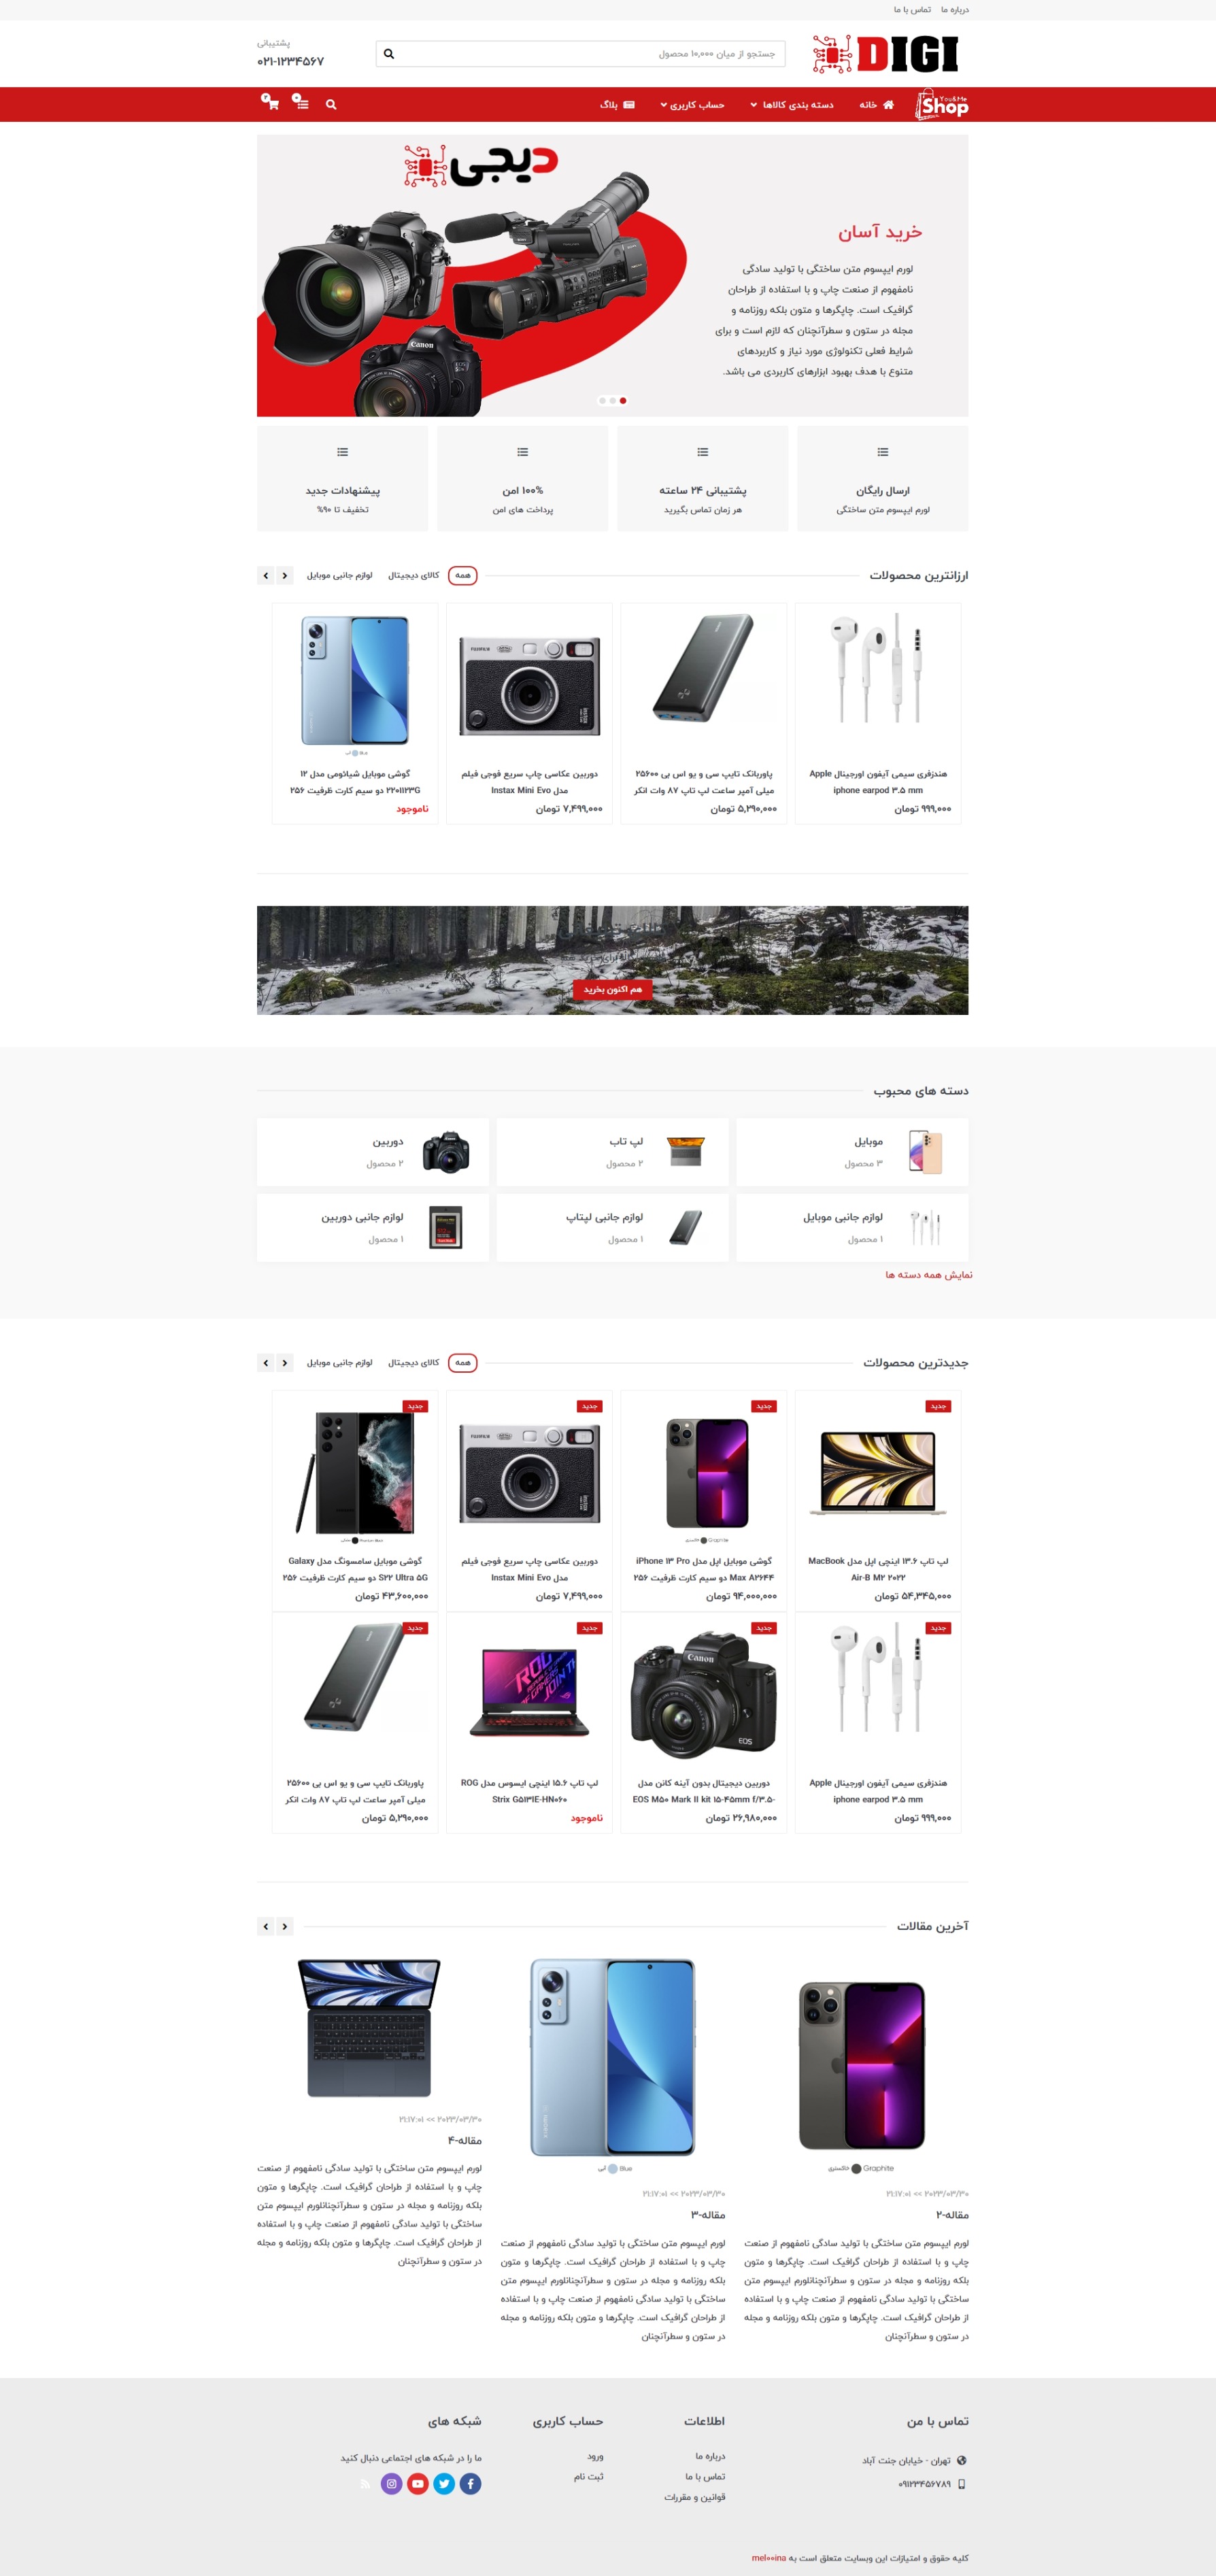 درباره ما
تماس با ما
DIGI
جستجو از میان ۱۰,۰۰۰ محصول
پشتیبانی
۰۲۱-۱۲۳۴۵۶۷
You&Me
Shop
خانه
دسته بندی کالاها
حساب کاربری
بلاگ
دیجی
خرید آسان
لورم ایپسوم متن ساختگی با تولید سادگی
نامفهوم از صنعت چاپ و با استفاده از طراحان
گرافیک است. چاپگرها و متون بلکه روزنامه و
مجله در ستون و سطرآنچنان که لازم است و برای
شرایط فعلی تکنولوژی مورد نیاز و کاربردهای
متنوع با هدف بهبود ابزارهای کاربردی می باشد.
Canon
ارسال رایگان
لورم ایپسوم متن ساختگی
پشتیبانی ۲۴ ساعته
هر زمان تماس بگیرید
۱۰۰% امن
پرداخت های امن
پیشنهادات جدید
تخفیف تا ۹۰%
ارزانترین محصولات
همه
کالای دیجیتال
لوازم جانبی موبایل
هندزفری سیمی آیفون اورجینال Apple
iphone earpod ۳.۵ mm
۹۹۹,۰۰۰ تومان
پاوربانک تایپ سی و یو اس بی ۲۵۶۰۰
میلی آمپر ساعت لپ تاپ ۸۷ وات انکر
۵,۲۹۰,۰۰۰ تومان
دوربین عکاسی چاپ سریع فوجی فیلم
مدل Instax Mini Evo
۷,۴۹۹,۰۰۰ تومان
گوشی موبایل شیائومی مدل ۱۲
۲۲۰۱۱۲۳G دو سیم کارت ظرفیت ۲۵۶
ناموجود
هم اکنون بخرید
دسته های محبوب
موبایل
۳ محصول
لپ تاپ
۲ محصول
دوربین
۲ محصول
لوازم جانبی موبایل
۱ محصول
لوازم جانبی لپتاپ
۱ محصول
لوازم جانبی دوربین
۱ محصول
نمایش همه دسته ها
جدیدترین محصولات
همه
کالای دیجیتال
لوازم جانبی موبایل
جدید
لپ تاپ ۱۳.۶ اینچی اپل مدل MacBook
Air-B M۲ ۲۰۲۲
۵۴,۳۴۵,۰۰۰ تومان
جدید
Graphite
گوشی موبایل اپل مدل iPhone ۱۳ Pro
Max A۲۶۴۴ دو سیم کارت ظرفیت ۲۵۶
۹۴,۰۰۰,۰۰۰ تومان
جدید
دوربین عکاسی چاپ سریع فوجی فیلم
مدل Instax Mini Evo
۷,۴۹۹,۰۰۰ تومان
جدید
گوشی موبایل سامسونگ مدل Galaxy
S۲۲ Ultra ۵G دو سیم کارت ظرفیت ۲۵۶
۴۳,۶۰۰,۰۰۰ تومان
جدید
هندزفری سیمی آیفون اورجینال Apple
iphone earpod ۳.۵ mm
۹۹۹,۰۰۰ تومان
جدید
Canon
EOS
دوربین دیجیتال بدون آینه کانن مدل
EOS M۵۰ Mark II kit ۱۵-۴۵mm f/۳.۵-
۲۶,۹۸۰,۰۰۰ تومان
جدید
لپ تاپ ۱۵.۶ اینچی ایسوس مدل ROG
Strix G۵۱۳IE-HN۰۶۰
ناموجود
جدید
پاوربانک تایپ سی و یو اس بی ۲۵۶۰۰
میلی آمپر ساعت لپ تاپ ۸۷ وات انکر
۵,۲۹۰,۰۰۰ تومان
آخرین مقالات
Graphite خاکستری
۲۰۲۳/۰۳/۳۰ >> ۲۱:۱۷:۰۱
مقاله-۲
لورم ایپسوم متن ساختگی با تولید سادگی نامفهوم از صنعت
چاپ و با استفاده از طراحان گرافیک است. چاپگرها و متون
بلکه روزنامه و مجله در ستون و سطرآنچنانلورم ایپسوم متن
ساختگی با تولید سادگی نامفهوم از صنعت چاپ و با استفاده
از طراحان گرافیک است. چاپگرها و متون بلکه روزنامه و مجله
در ستون و سطرآنچنان
Blue آبی
۲۰۲۳/۰۳/۳۰ >> ۲۱:۱۷:۰۱
مقاله-۳
لورم ایپسوم متن ساختگی با تولید سادگی نامفهوم از صنعت
چاپ و با استفاده از طراحان گرافیک است. چاپگرها و متون
بلکه روزنامه و مجله در ستون و سطرآنچنانلورم ایپسوم متن
ساختگی با تولید سادگی نامفهوم از صنعت چاپ و با استفاده
از طراحان گرافیک است. چاپگرها و متون بلکه روزنامه و مجله
در ستون و سطرآنچنان
۲۰۲۳/۰۳/۳۰ >> ۲۱:۱۷:۰۱
مقاله-۴
لورم ایپسوم متن ساختگی با تولید سادگی نامفهوم از صنعت
چاپ و با استفاده از طراحان گرافیک است. چاپگرها و متون
بلکه روزنامه و مجله در ستون و سطرآنچنانلورم ایپسوم متن
ساختگی با تولید سادگی نامفهوم از صنعت چاپ و با استفاده
از طراحان گرافیک است. چاپگرها و متون بلکه روزنامه و مجله
در ستون و سطرآنچنان
تماس با من
تهران - خیابان جنت آباد
۰۹۱۲۳۴۵۶۷۸۹
اطلاعات
درباره ما
تماس با ما
قوانین و مقررات
حساب کاربری
ورود
ثبت نام
شبکه های
ما را در شبکه های اجتماعی دنبال کنید
کلیه حقوق و امتیازات این وبسایت متعلق است به mel۰۰ina